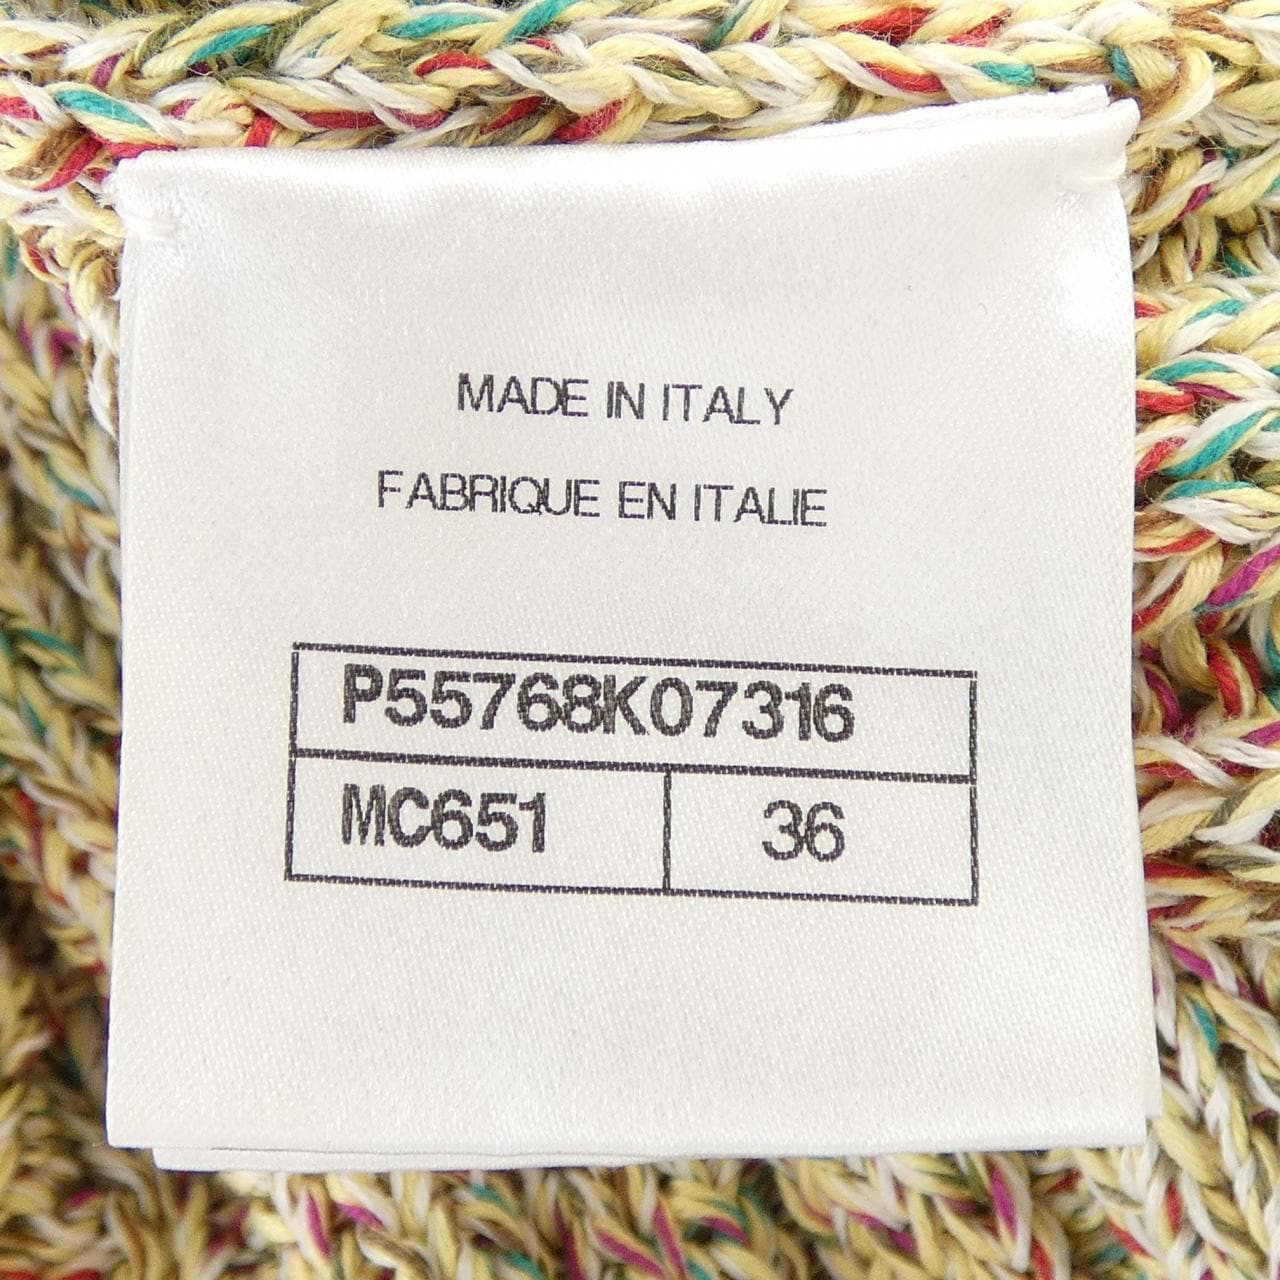 MADE IN ITALY
FABRIQUE EN ITALIE
P55768K07316
MC651 36